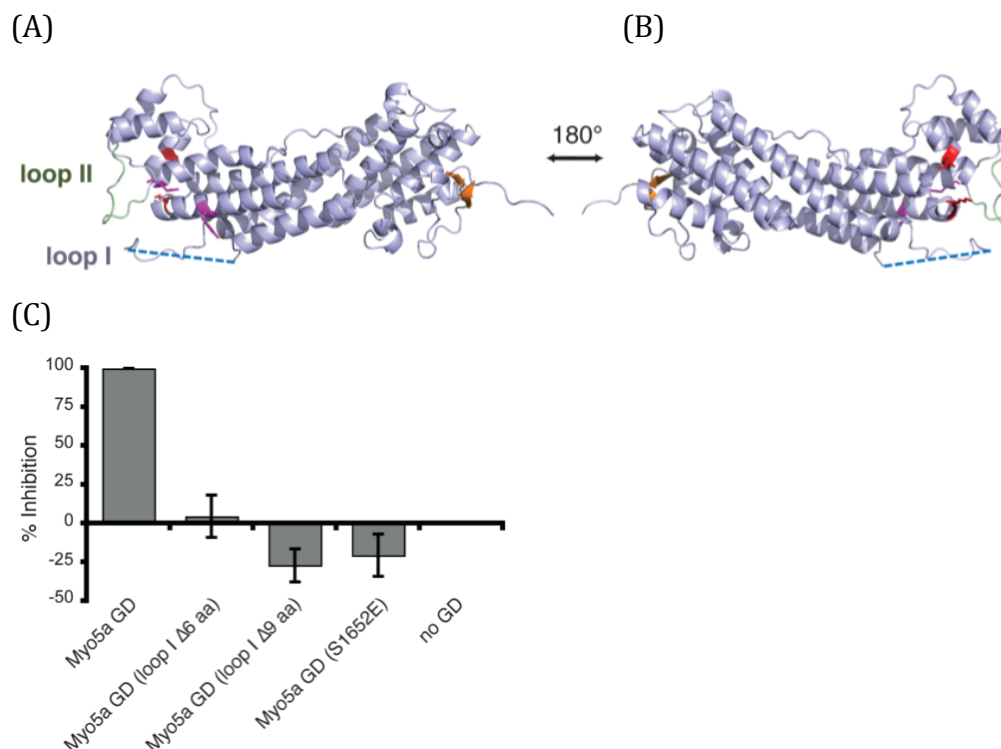 (A)
(B)
180°
loop II
loop I
(C)
% Inhibition
100
75
50
25
0
-25
-50
Myo5a GD
Myo5a GD (loop I Δ6 aa)
Myo5a GD (loop I Δ9 aa)
Myo5a GD (S1652E)
no GD